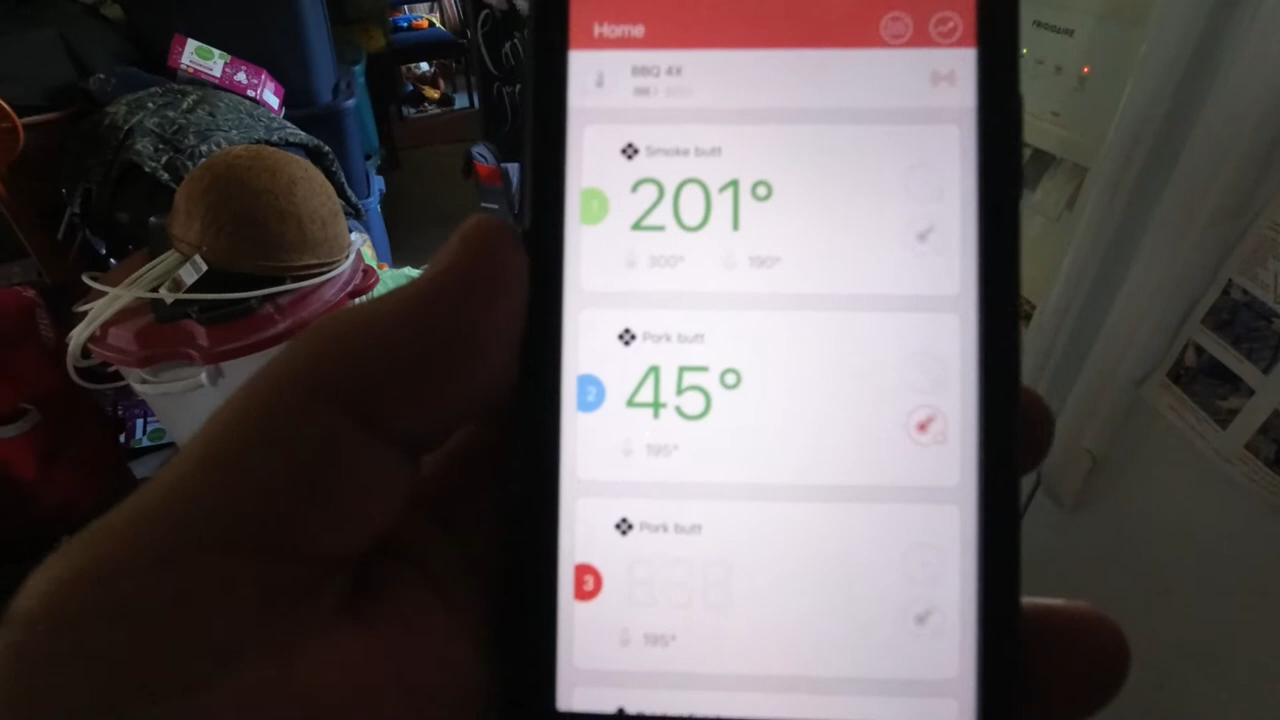 Home
FRIGIDAIRE
BBQ 4X
Smoke butt
1
201°
300° 190°
Pork butt
2
45°
195°
Pork butt
3
195°